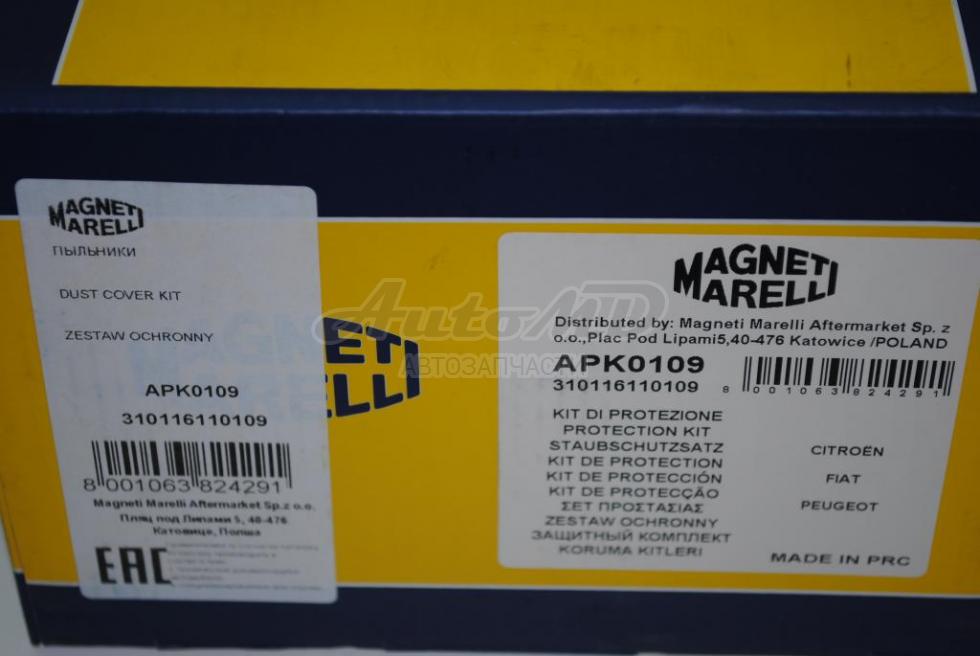 MAGNETI
MARELLI
ПЫЛЬНИКИ
DUST COVER KIT
ZESTAW OCHRONNY
APK0109
310116110109
8 001063 824291
Magneti Marelli Aftermarket Sp.z o.o.
Пляц под Липами 5, 40-476
Катовице, Польша
EAC
AutoMD
АВТОЗАПЧАС
MAGNETI
MARELLI
Distributed by: Magneti Marelli Aftermarket Sp. z
o.o.,Plac Pod Lipami5,40-476 Katowice /POLAND
APK0109
310116110109
8 001063 824291
KIT DI PROTEZIONE
PROTECTION KIT
STAUBSCHUTZSATZ
KIT DE PROTECTION
KIT DE PROTECCIÓN
KIT DE PROTECÇÃO
ΣΕΤ ΠΡΟΣΤΑΣΙΑΣ
ZESTAW OCHRONNY
ЗАЩИТНЫЙ КОМПЛЕКТ
KORUMA KITLERI
CITROËN
FIAT
PEUGEOT
MADE IN PRC